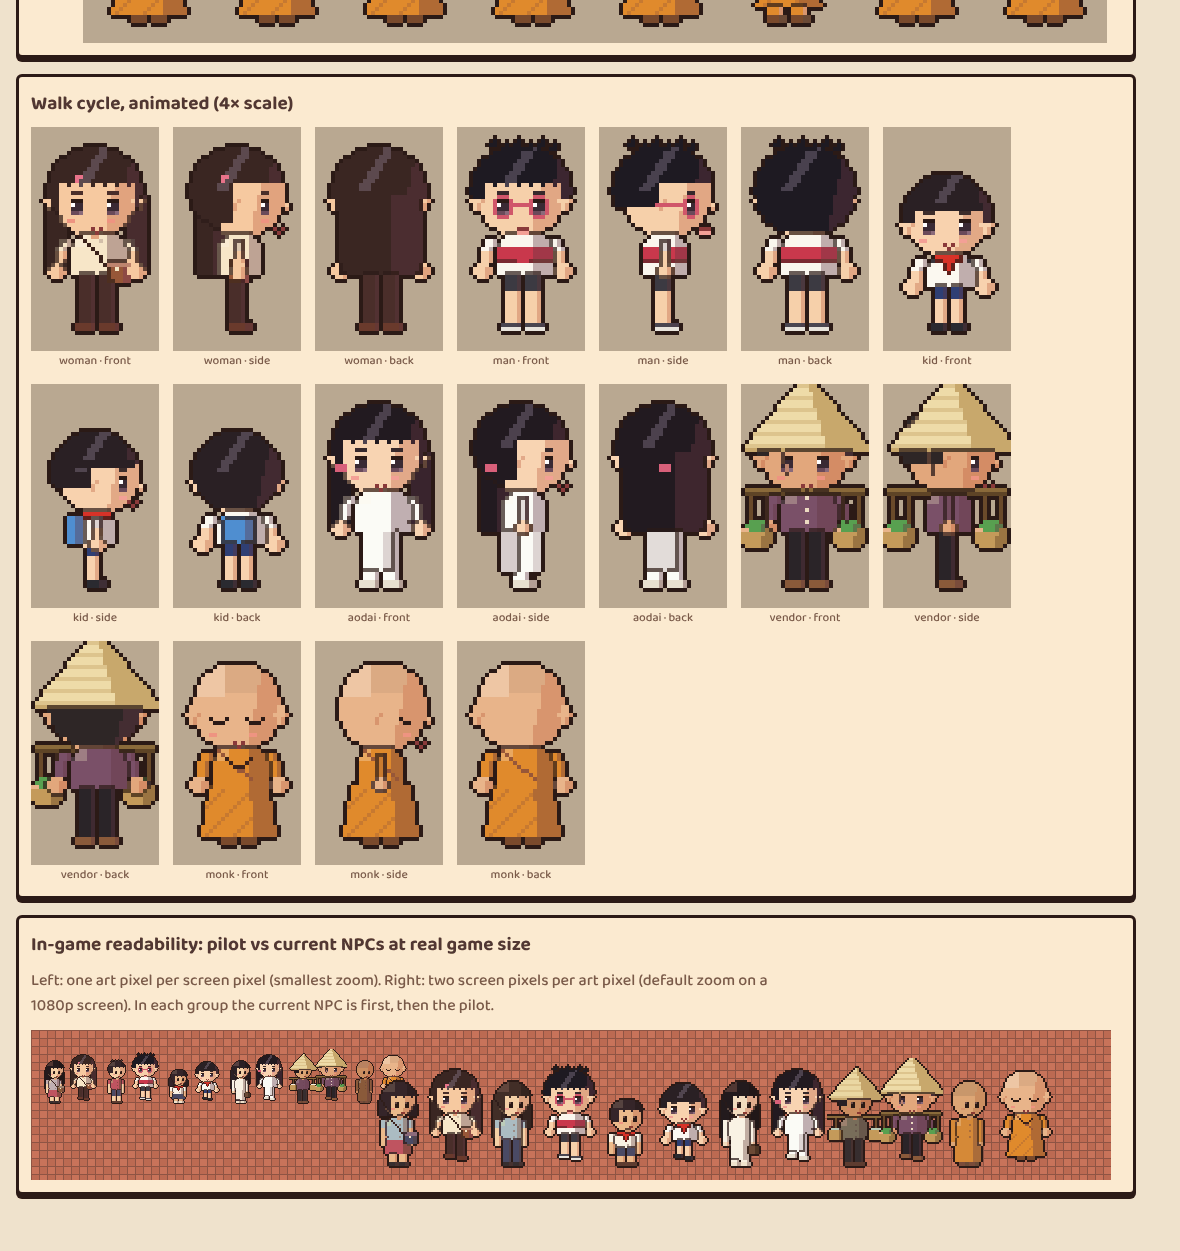 Walk cycle, animated (4× scale)
woman · front
woman · side
woman · back
man · front
man · side
man · back
kid · front
kid · side
kid · back
aodai · front
aodai · side
aodai · back
vendor · front
vendor · side
vendor · back
monk · front
monk · side
monk · back
In-game readability: pilot vs current NPCs at real game size
Left: one art pixel per screen pixel (smallest zoom). Right: two screen pixels per art pixel (default zoom on a
1080p screen). In each group the current NPC is first, then the pilot.